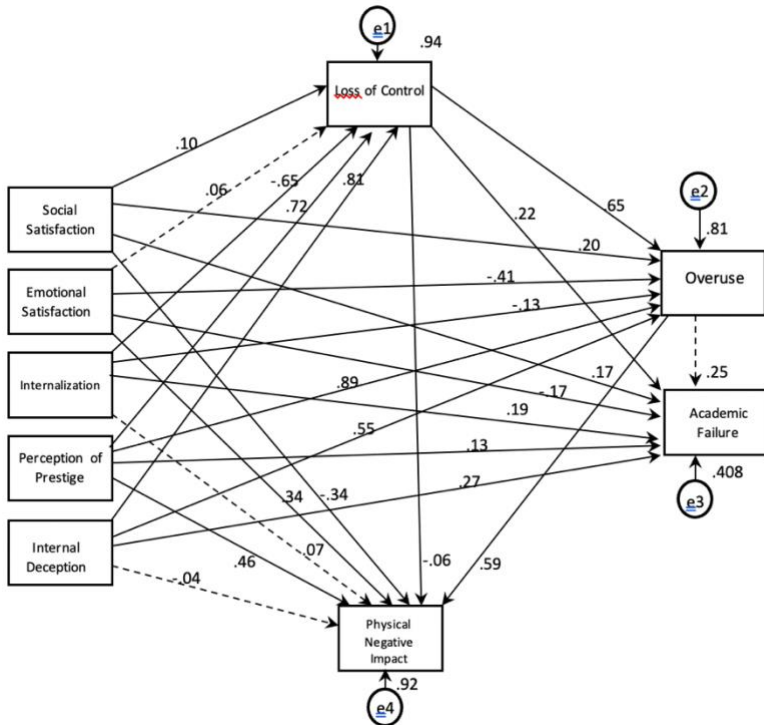 e1
.94
Loss of Control
.10
.06
-.65
.72
.81
e2
.22
.65
.81
Social
Satisfaction
.20
Overuse
Emotional
Satisfaction
-.41
-.13
Internalization
.89
.17
.25
-.17
.19
Academic
Failure
Perception of
Prestige
.55
.13
.27
.408
e3
Internal
Deception
.34
-.34
.46
.07
-.06
.59
-.04
Physical
Negative
Impact
.92
e4